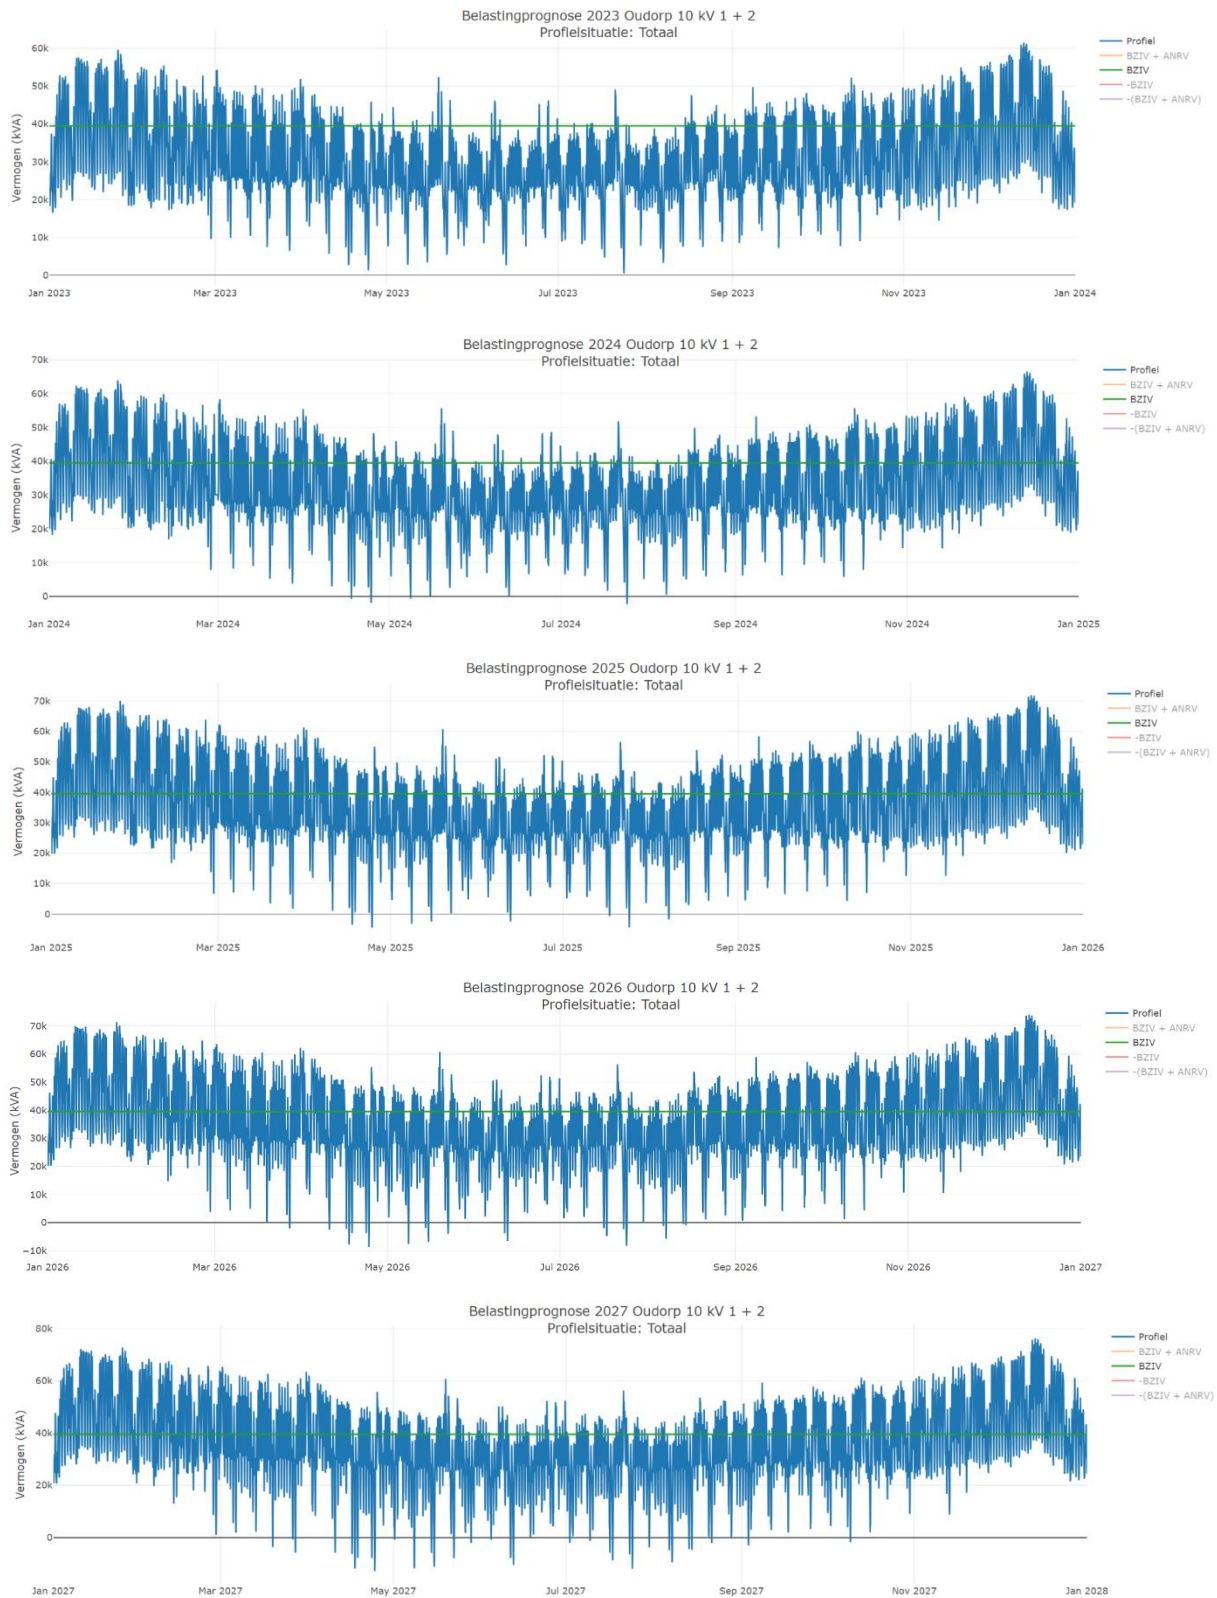 Belastingprognose 2023 Oudorp 10 kV 1 + 2
Profielsituatie: Totaal
Vermogen (kVA)
60k
50k
40k
30k
20k
10k
0
Jan 2023 Mar 2023 May 2023 Jul 2023 Sep 2023 Nov 2023 Jan 2024
Profiel
BZIV + ANRV
BZIV
-BZIV
-(BZIV + ANRV)
Belastingprognose 2024 Oudorp 10 kV 1 + 2
Profielsituatie: Totaal
Vermogen (kVA)
70k
60k
50k
40k
30k
20k
10k
0
Jan 2024 Mar 2024 May 2024 Jul 2024 Sep 2024 Nov 2024 Jan 2025
Profiel
BZIV + ANRV
BZIV
-BZIV
-(BZIV + ANRV)
Belastingprognose 2025 Oudorp 10 kV 1 + 2
Profielsituatie: Totaal
Vermogen (kVA)
70k
60k
50k
40k
30k
20k
10k
0
Jan 2025 Mar 2025 May 2025 Jul 2025 Sep 2025 Nov 2025 Jan 2026
Profiel
BZIV + ANRV
BZIV
-BZIV
-(BZIV + ANRV)
Belastingprognose 2026 Oudorp 10 kV 1 + 2
Profielsituatie: Totaal
Vermogen (kVA)
70k
60k
50k
40k
30k
20k
10k
0
−10k
Jan 2026 Mar 2026 May 2026 Jul 2026 Sep 2026 Nov 2026 Jan 2027
Profiel
BZIV + ANRV
BZIV
-BZIV
-(BZIV + ANRV)
Belastingprognose 2027 Oudorp 10 kV 1 + 2
Profielsituatie: Totaal
Vermogen (kVA)
80k
60k
40k
20k
0
Jan 2027 Mar 2027 May 2027 Jul 2027 Sep 2027 Nov 2027 Jan 2028
Profiel
BZIV + ANRV
BZIV
-BZIV
-(BZIV + ANRV)